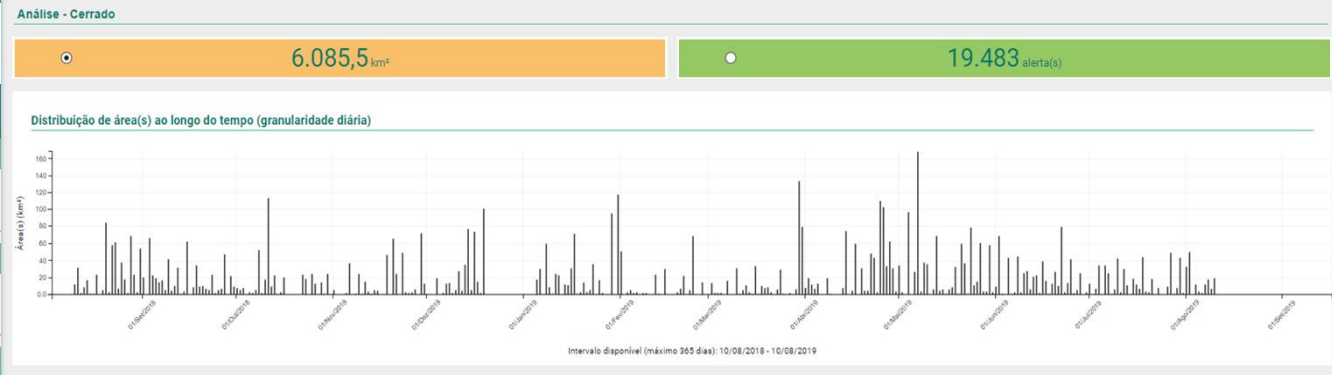 Análise - Cerrado
6.085,5 km²
19.483 alerta(s)
Distribuição de área(s) ao longo do tempo (granularidade diária)
Área(s) (km²)
160
140
120
100
80
60
40
20
0.0
01/Set/2018
01/Out/2018
01/Nov/2018
01/Dez/2018
01/Jan/2019
01/Fev/2019
01/Mar/2019
01/Abr/2019
01/Mai/2019
01/Jun/2019
01/Jul/2019
01/Ago/2019
01/Set/2019
Intervalo disponível (máximo 365 dias): 10/08/2018 - 10/08/2019